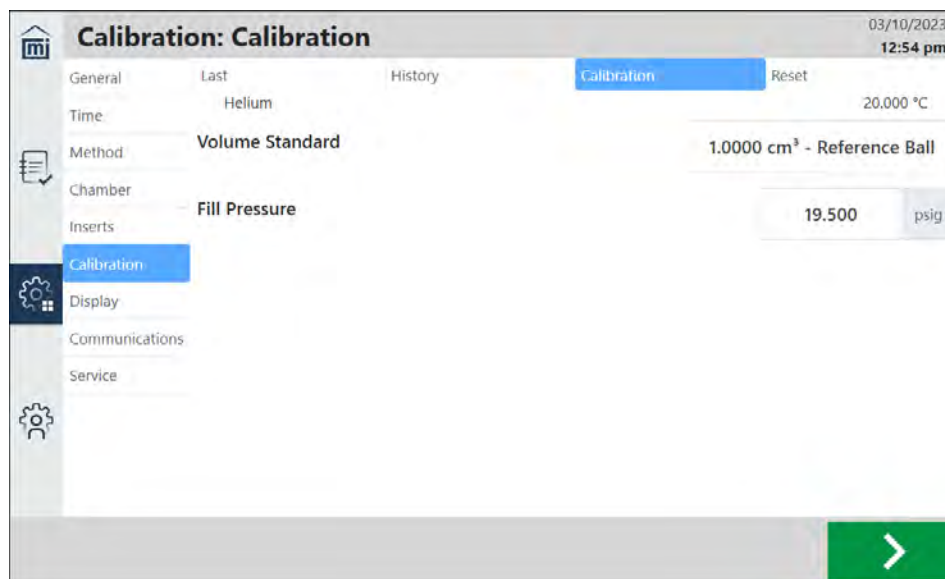 mi
Calibration: Calibration
03/10/2023
12:54 pm
General
Time
Method
Chamber
Inserts
Calibration
Display
Communications
Service
Last
History
Calibration
Reset
Helium
20.000 °C
Volume Standard
1.0000 cm³ - Reference Ball
Fill Pressure
19.500
psig